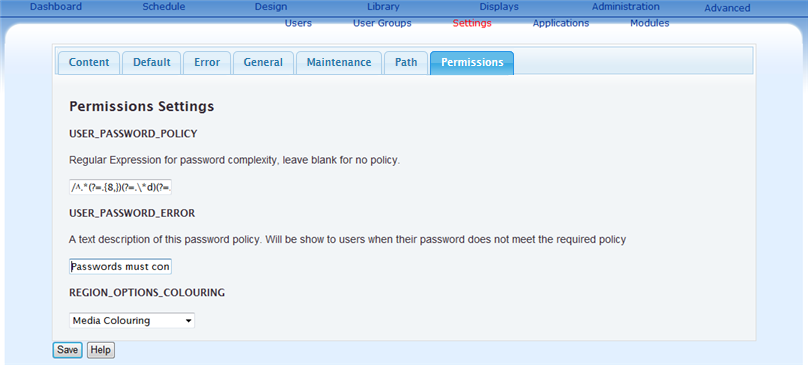 Dashboard Schedule Design Library Displays Administration Advanced
Users User Groups Settings Applications Modules
Content Default Error General Maintenance Path Permissions
Permissions Settings
USER_PASSWORD_POLICY
Regular Expression for password complexity, leave blank for no policy.
/^.*(?=.{8,})(?=.\*d)(?=.
USER_PASSWORD_ERROR
A text description of this password policy. Will be show to users when their password does not meet the required policy
Passwords must con
REGION_OPTIONS_COLOURING
Media Colouring
Save Help